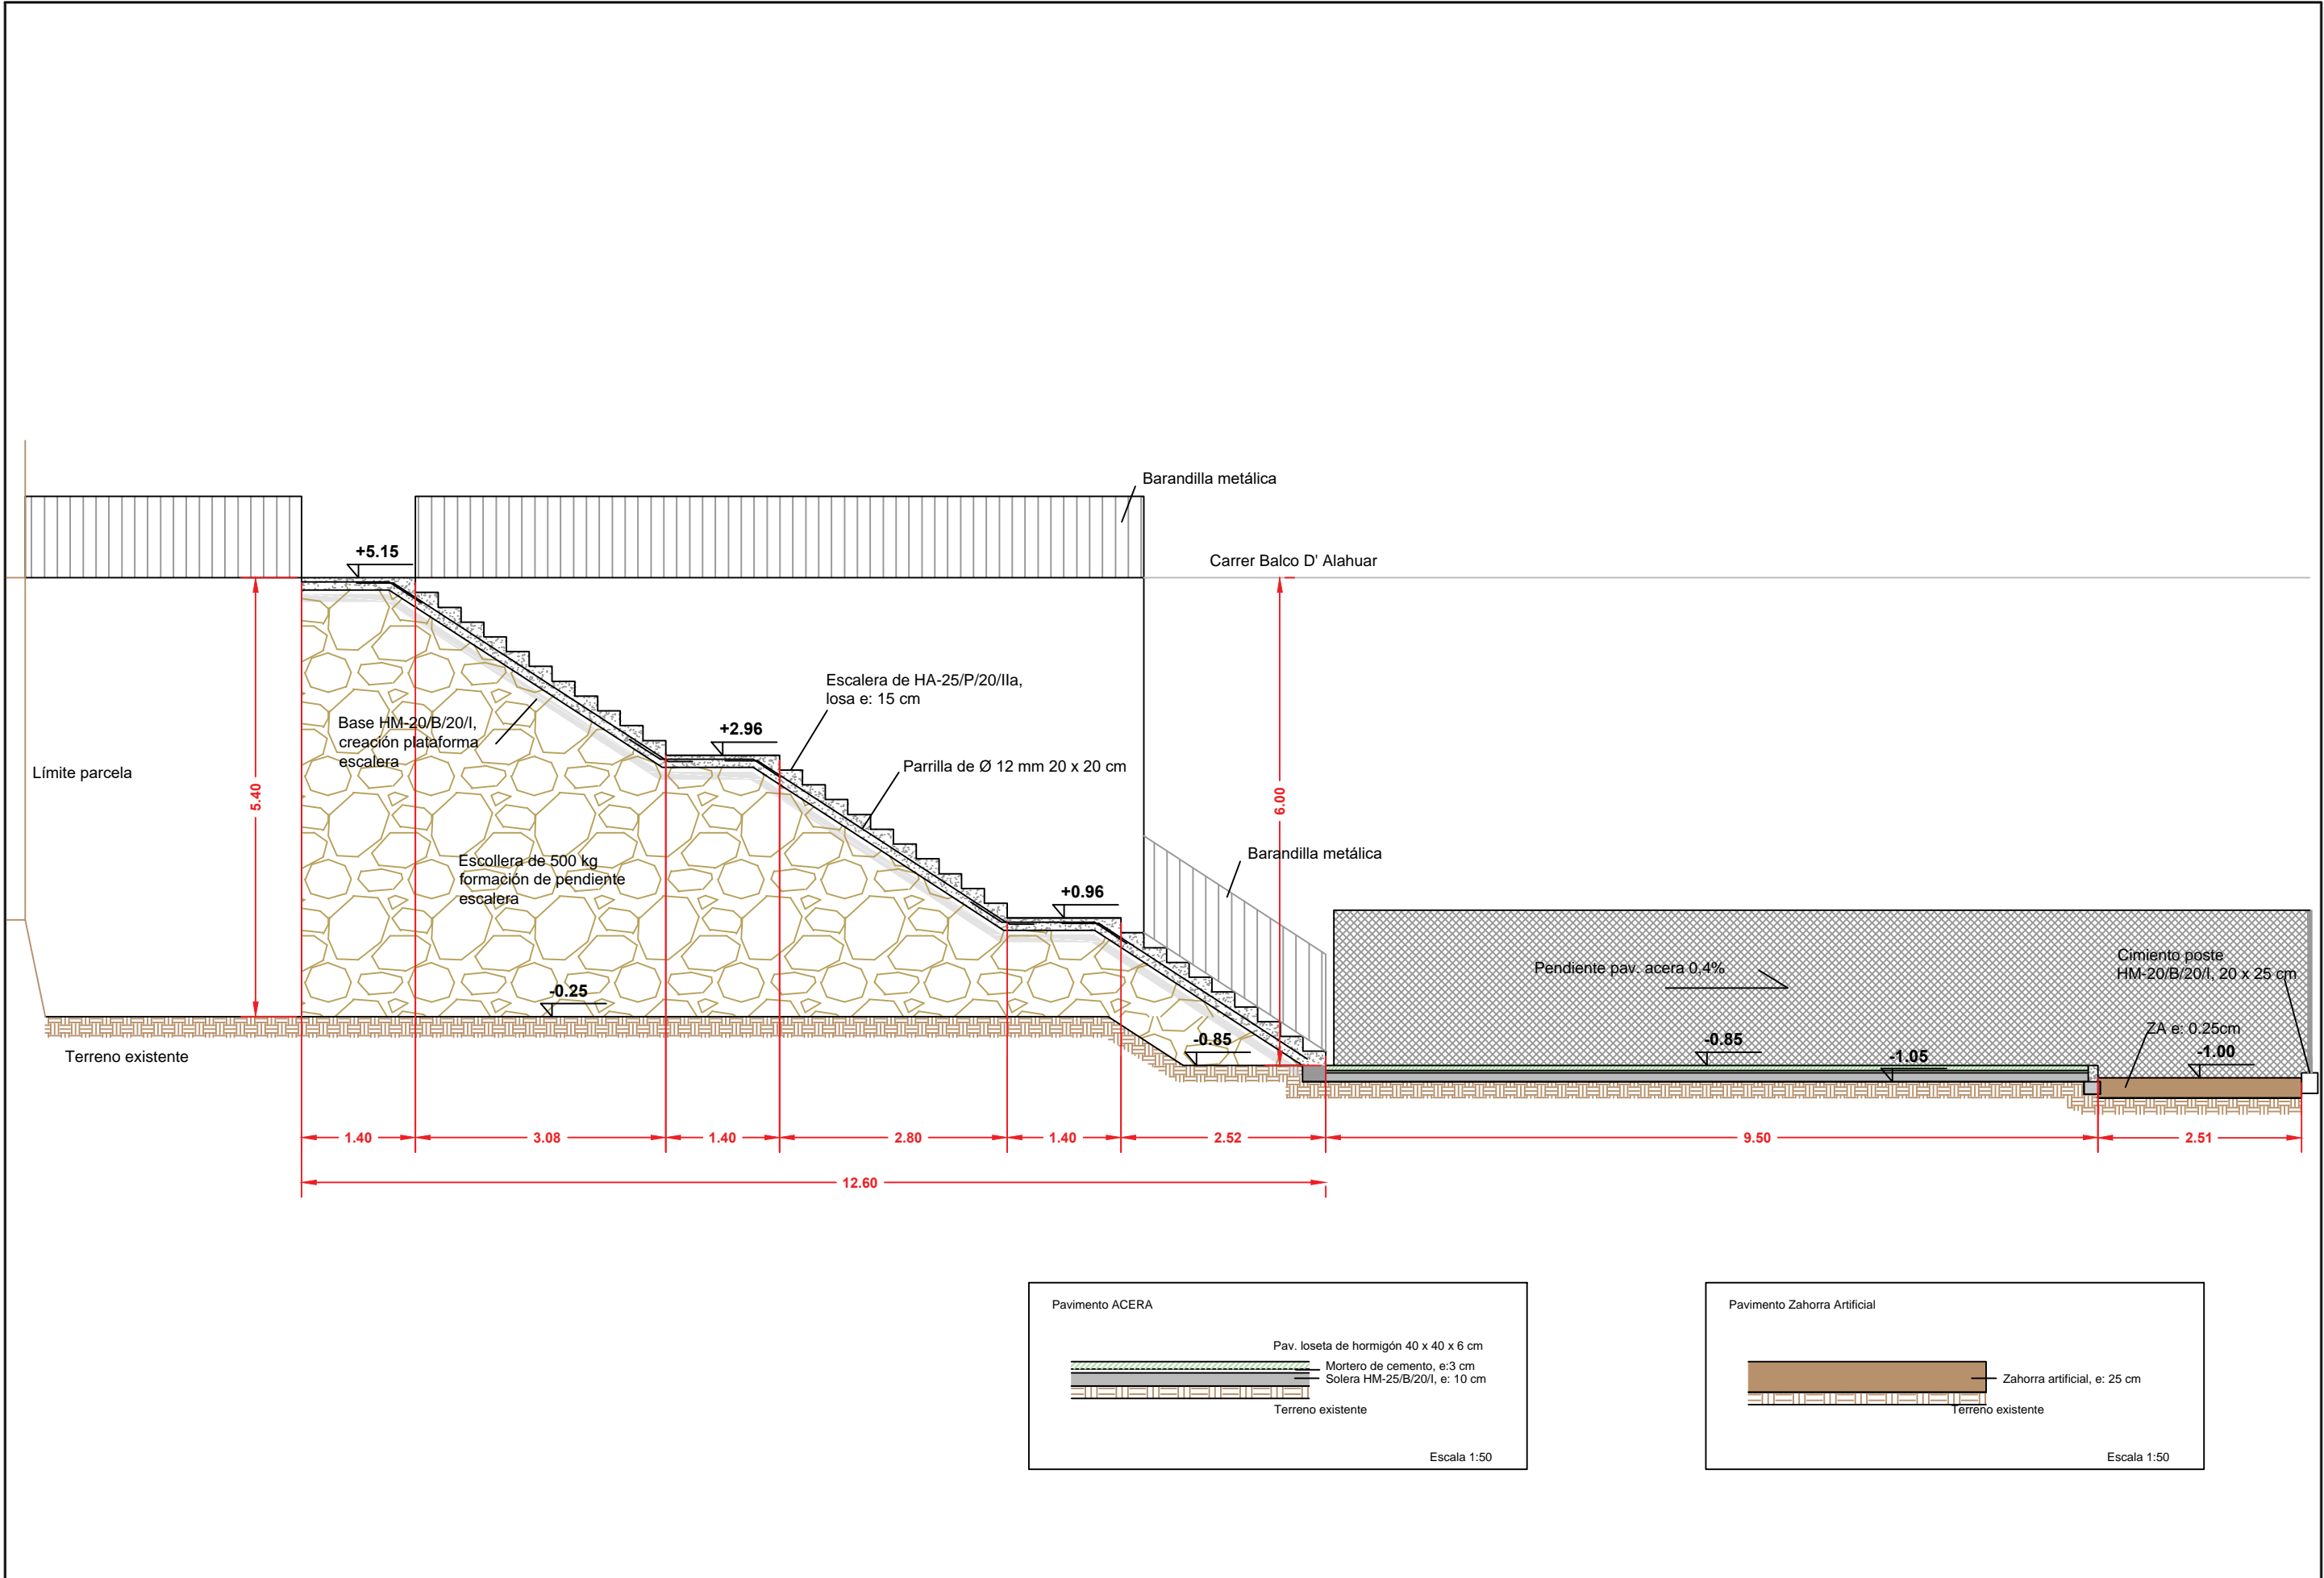 Barandilla metálica
+5.15
Carrer Balco D' Alahuar
Escalera de HA-25/P/20/IIa,
losa e: 15 cm
Base HM-20/B/20/I,
creación plataforma
escalera
+2.96
Límite parcela
Parrilla de Ø 12 mm 20 x 20 cm
5.40
6.00
Escollera de 500 kg
formación de pendiente
escalera
Barandilla metálica
+0.96
Pendiente pav. acera 0,4%
Cimiento poste
HM-20/B/20/I, 20 x 25 cm
-0.25
ZA e: 0.25cm
-0.85
-0.85
-1.05
-1.00
Terreno existente
1.40
3.08
1.40
2.80
1.40
2.52
9.50
2.51
12.60
Pavimento ACERA
Pav. loseta de hormigón 40 x 40 x 6 cm
Mortero de cemento, e:3 cm
Solera HM-25/B/20/I, e: 10 cm
Terreno existente
Escala 1:50
Pavimento Zahorra Artificial
Zahorra artificial, e: 25 cm
Terreno existente
Escala 1:50